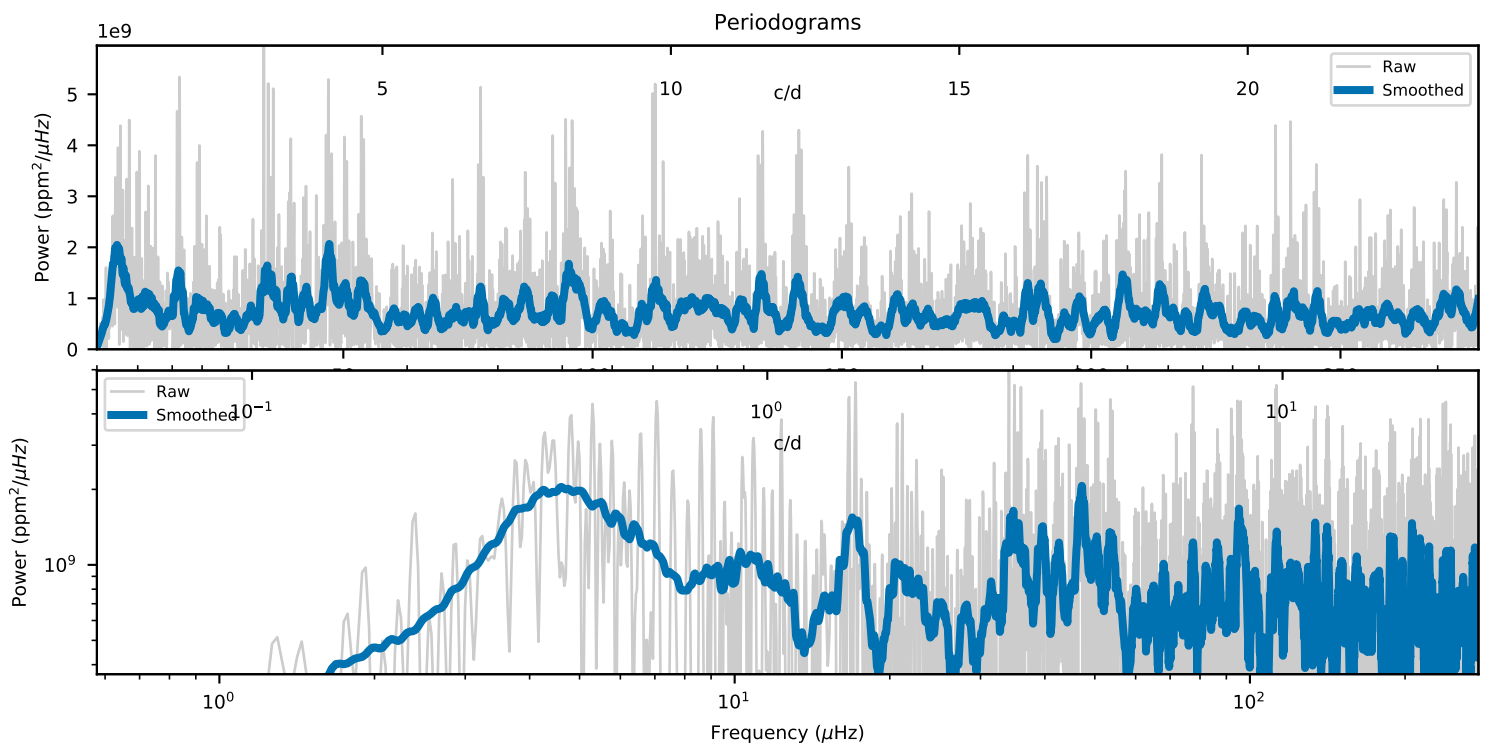 Periodograms
1e9
5 10 15 20
c/d
Raw
Smoothed
Power (ppm²/μHz)
5
4
3
2
1
0
Raw
Smoothed
10⁻¹ 10⁰ 10¹
c/d
Power (ppm²/μHz)
10⁹
10⁰ 10¹ 10²
Frequency (μHz)